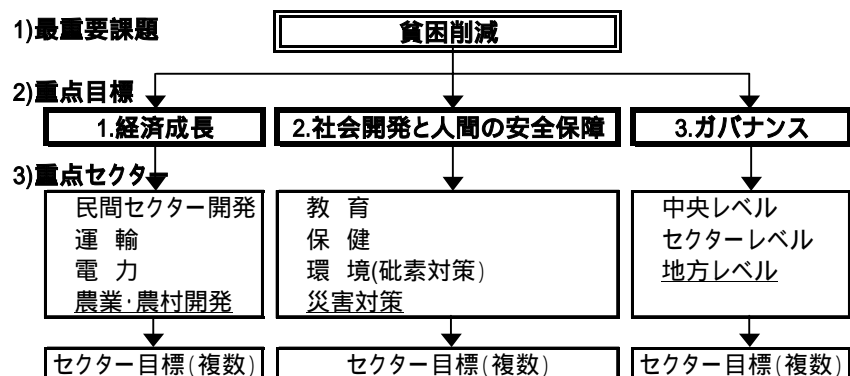 1)最重要課題
貧困削減
2)重点目標
1.経済成長
2.社会開発と人間の安全保障
3.ガバナンス
3)重点セクター
民間セクター開発
運 輸
電 力
農業・農村開発
教 育
保 健
環 境(砒素対策)
災害対策
中央レベル
セクターレベル
地方レベル
セクター目標(複数)
セクター目標(複数)
セクター目標(複数)